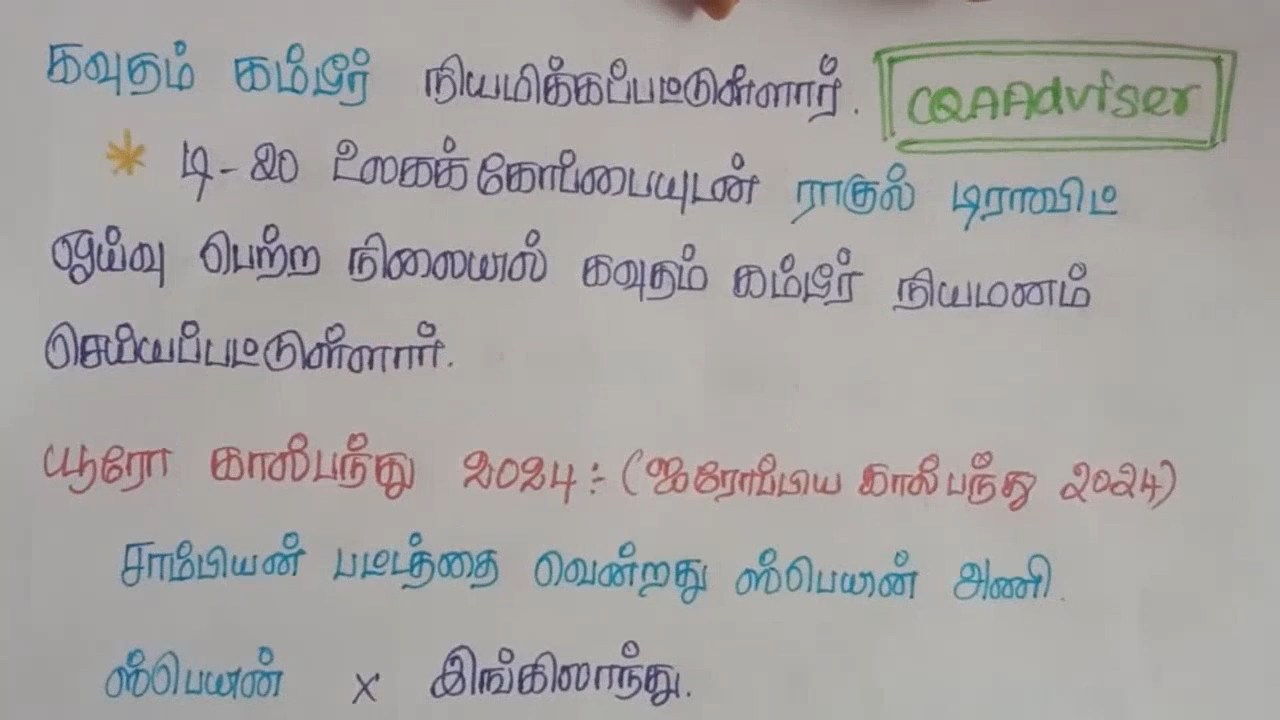 கவுதம் கம்பீர் நியமிக்கப்பட்டுள்ளார். CQAAdviser
* டி-20 உலகக்கோப்பையுடன் ராகுல் டிராவிட்
ஓய்வு பெற்ற நிலையில் கவுதம் கம்பீர் நியமனம்
செய்யப்பட்டுள்ளார்.
யூரோ கால்பந்து 2024:- (ஐரோப்பிய கால்பந்து 2024)
சாம்பியன் பட்டத்தை வென்றது ஸ்பெயின் அணி.
ஸ்பெயின் x இங்கிலாந்து.